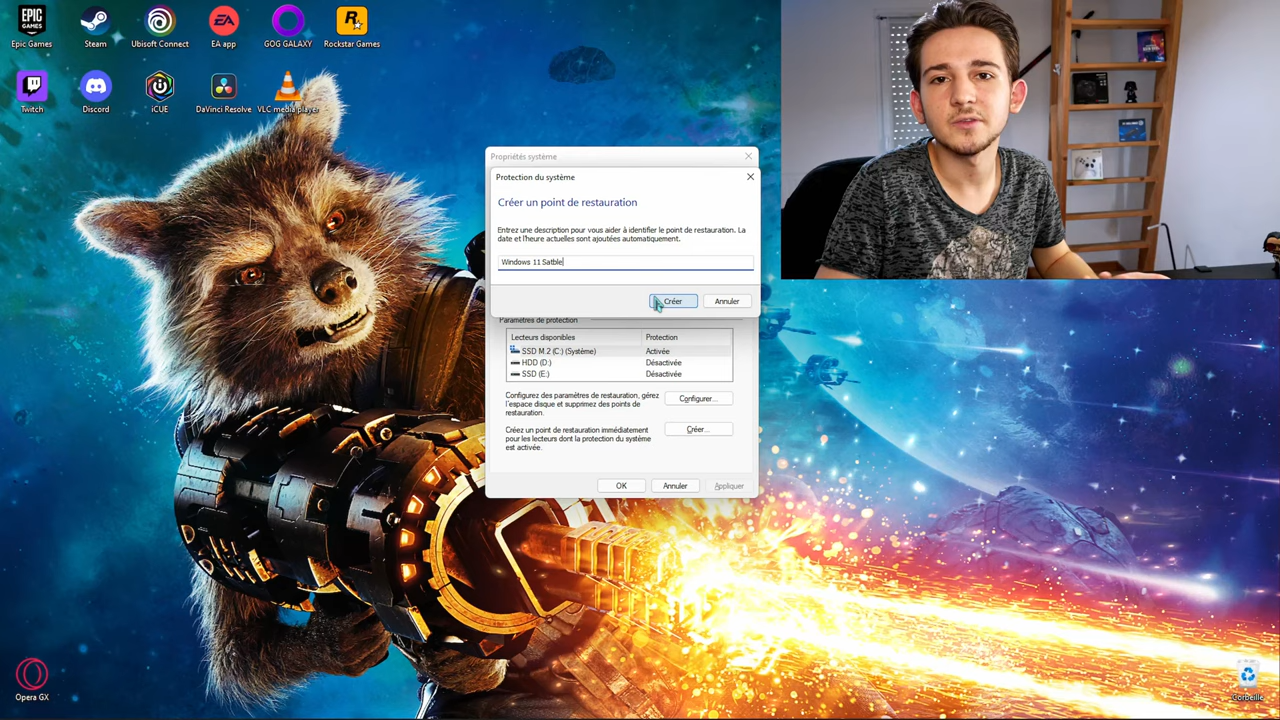 Epic Games
Steam
Ubisoft Connect
EA app
GOG GALAXY
Rockstar Games
Twitch
Discord
iCUE
DaVinci Resolve
VLC media player
Propriétés système
Protection du système
Créer un point de restauration
Entrez une description pour vous aider à identifier le point de restauration. La
date et l'heure actuelles sont ajoutées automatiquement.
Windows 11 Satble
Créer
Annuler
Paramètres de protection
Lecteurs disponibles
Protection
SSD M.2 (C:) (Système)
Activée
HDD (D:)
Désactivée
SSD (E:)
Désactivée
Configurez des paramètres de restauration, gérez
l'espace disque et supprimez des points de
restauration.
Configurer...
Créez un point de restauration immédiatement
pour les lecteurs dont la protection du système
est activée.
Créer...
OK
Annuler
Appliquer
Opera GX
Corbeille